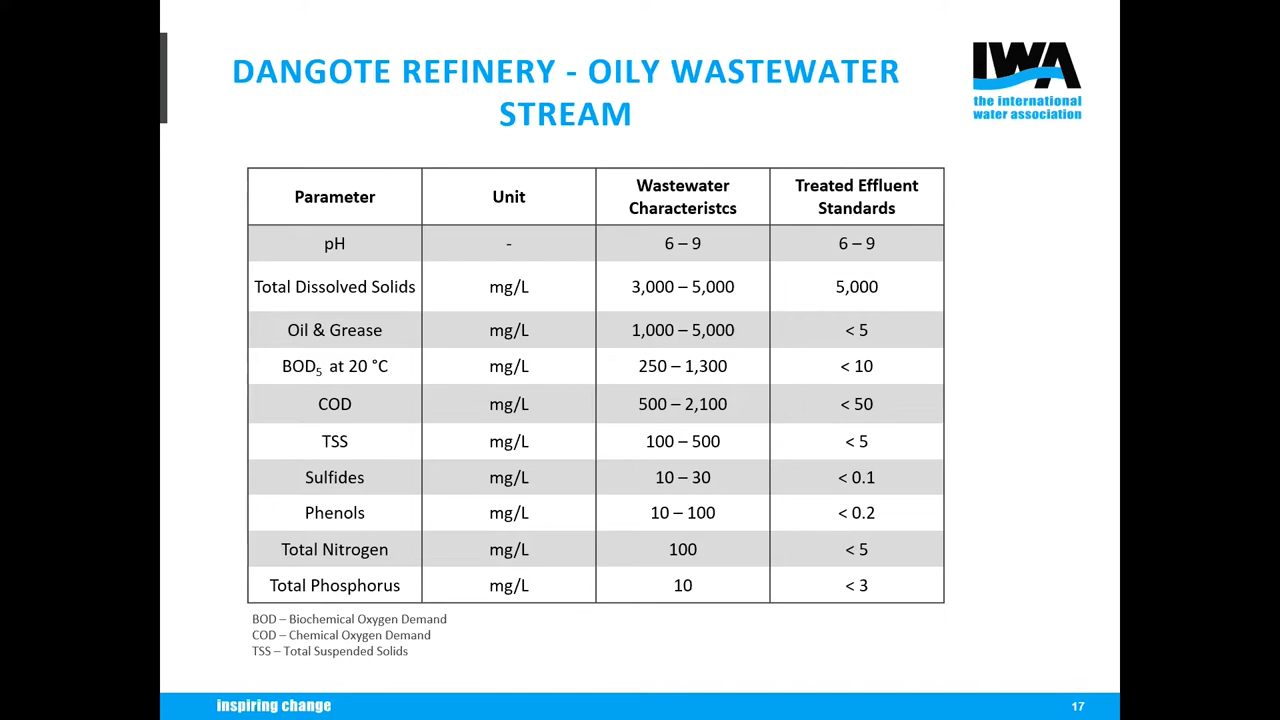 DANGOTE REFINERY - OILY WASTEWATER
STREAM
IWA
the international
water association
Parameter Unit Wastewater Characteristcs Treated Effluent Standards
pH - 6 – 9 6 – 9
Total Dissolved Solids mg/L 3,000 – 5,000 5,000
Oil & Grease mg/L 1,000 – 5,000 < 5
BOD₅ at 20 °C mg/L 250 – 1,300 < 10
COD mg/L 500 – 2,100 < 50
TSS mg/L 100 – 500 < 5
Sulfides mg/L 10 – 30 < 0.1
Phenols mg/L 10 – 100 < 0.2
Total Nitrogen mg/L 100 < 5
Total Phosphorus mg/L 10 < 3
BOD – Biochemical Oxygen Demand
COD – Chemical Oxygen Demand
TSS – Total Suspended Solids
inspiring change 17